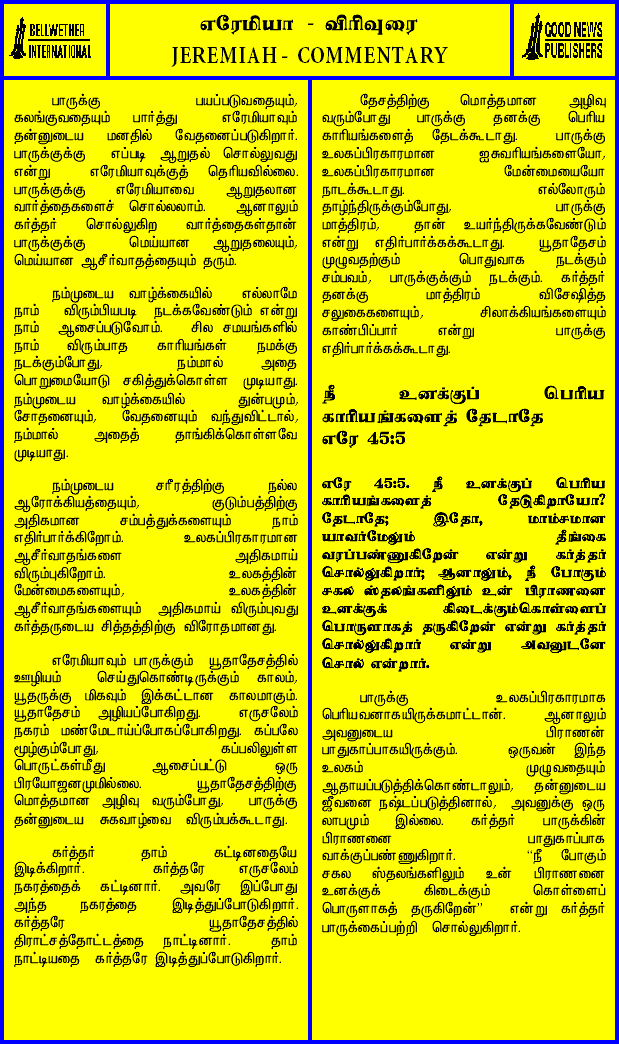 BELLWETHER
INTERNATIONAL
எரேமியா - விரிவுரை
JEREMIAH - COMMENTARY
GOOD NEWS
PUBLISHERS
பாருக்கு பயப்படுவதையும்,
கலங்குவதையும் பார்த்து எரேமியாவும்
தன்னுடைய மனதில் வேதனைப்படுகிறார்.
பாருக்குக்கு எப்படி ஆறுதல் சொல்லுவது
என்று எரேமியாவுக்குத் தெரியவில்லை.
பாருக்குக்கு எரேமியாவை ஆறுதலான
வார்த்தைகளைச் சொல்லலாம். ஆனாலும்
கர்த்தர் சொல்லுகிற வார்த்தைகள்தான்
பாருக்குக்கு மெய்யான ஆறுதலையும்,
மெய்யான ஆசீர்வாதத்தையும் தரும்.
நம்முடைய வாழ்க்கையில் எல்லாமே
நாம் விரும்பியபடி நடக்கவேண்டும் என்று
நாம் ஆசைப்படுவோம். சில சமயங்களில்
நாம் விரும்பாத காரியங்கள் நமக்கு
நடக்கும்போது, நம்மால் அதை
பொறுமையோடு சகித்துக்கொள்ள முடியாது.
நம்முடைய வாழ்க்கையில் துன்பமும்,
சோதனையும், வேதனையும் வந்துவிட்டால்,
நம்மால் அதைத் தாங்கிக்கொள்ளவே
முடியாது.
நம்முடைய சரீரத்திற்கு நல்ல
ஆரோக்கியத்தையும், குடும்பத்திற்கு
அதிகமான சம்பத்துக்களையும் நாம்
எதிர்பார்க்கிறோம். உலகப்பிரகாரமான
ஆசீர்வாதங்களை அதிகமாய்
விரும்புகிறோம். உலகத்தின்
மேன்மைகளையும், உலகத்தின்
ஆசீர்வாதங்களையும் அதிகமாய் விரும்புவது
கர்த்தருடைய சித்தத்திற்கு விரோதமானது.
எரேமியாவும் பாருக்கும் யூதாதேசத்தில்
ஊழியம் செய்துகொண்டிருக்கும் காலம்,
யூதருக்கு மிகவும் இக்கட்டான காலமாகும்.
யூதாதேசம் அழியப்போகிறது. எருசலேம்
நகரம் மண்மேடாய்ப்போகப்போகிறது. கப்பலே
மூழ்கும்போது, கப்பலிலுள்ள
பொருட்கள்மீது ஆசைப்பட்டு ஒரு
பிரயோஜனமுமில்லை. யூதாதேசத்திற்கு
மொத்தமான அழிவு வரும்போது, பாருக்கு
தன்னுடைய சுகவாழ்வை விரும்பக்கூடாது.
கர்த்தர் தாம் கட்டினதையே
இடிக்கிறார். கர்த்தரே எருசலேம்
நகரத்தைக் கட்டினார். அவரே இப்போது
அந்த நகரத்தை இடித்துப்போடுகிறார்.
கர்த்தரே யூதாதேசத்தில்
திராட்சத்தோட்டத்தை நாட்டினார். தாம்
நாட்டியதை கர்த்தரே இடித்துப்போடுகிறார்.
தேசத்திற்கு மொத்தமான அழிவு
வரும்போது பாருக்கு தனக்கு பெரிய
காரியங்களைத் தேடக்கூடாது. பாருக்கு
உலகப்பிரகாரமான ஐசுவரியங்களையோ,
உலகப்பிரகாரமான மேன்மையையோ
நாடக்கூடாது. எல்லோரும்
தாழ்ந்திருக்கும்போது, பாருக்கு
மாத்திரம், தான் உயர்ந்திருக்கவேண்டும்
என்று எதிர்பார்க்கக்கூடாது. யூதாதேசம்
முழுவதற்கும் பொதுவாக நடக்கும்
சம்பவம், பாருக்குக்கும் நடக்கும். கர்த்தர்
தனக்கு மாத்திரம் விசேஷித்த
சலுகைகளையும், சிலாக்கியங்களையும்
காண்பிப்பார் என்று பாருக்கு
எதிர்பார்க்கக்கூடாது.
நீ உனக்குப் பெரிய
காரியங்களைத் தேடாதே
எரே 45:5
எரே 45:5. நீ உனக்குப் பெரிய
காரியங்களைத் தேடுகிறாயோ?
தேடாதே; இதோ, மாம்சமான
யாவர்மேலும் தீங்கை
வரப்பண்ணுகிறேன் என்று கர்த்தர்
சொல்லுகிறார்; ஆனாலும், நீ போகும்
சகல ஸ்தலங்களிலும் உன் பிராணனை
உனக்குக் கிடைக்கும்கொள்ளைப்
பொருளாகத் தருகிறேன் என்று கர்த்தர்
சொல்லுகிறார் என்று அவனுடனே
சொல் என்றார்.
பாருக்கு உலகப்பிரகாரமாக
பெரியவனாகயிருக்கமாட்டான். ஆனாலும்
அவனுடைய பிராணன்
பாதுகாப்பாகயிருக்கும். ஒருவன் இந்த
உலகம் முழுவதையும்
ஆதாயப்படுத்திக்கொண்டாலும், தன்னுடைய
ஜீவனை நஷ்டப்படுத்தினால், அவனுக்கு ஒரு
லாபமும் இல்லை. கர்த்தர் பாருக்கின்
பிராணனை பாதுகாப்பாக
வாக்குப்பண்ணுகிறார். "நீ போகும்
சகல ஸ்தலங்களிலும் உன் பிராணனை
உனக்குக் கிடைக்கும் கொள்ளைப்
பொருளாகத் தருகிறேன்" என்று கர்த்தர்
பாருக்கைப்பற்றி சொல்லுகிறார்.